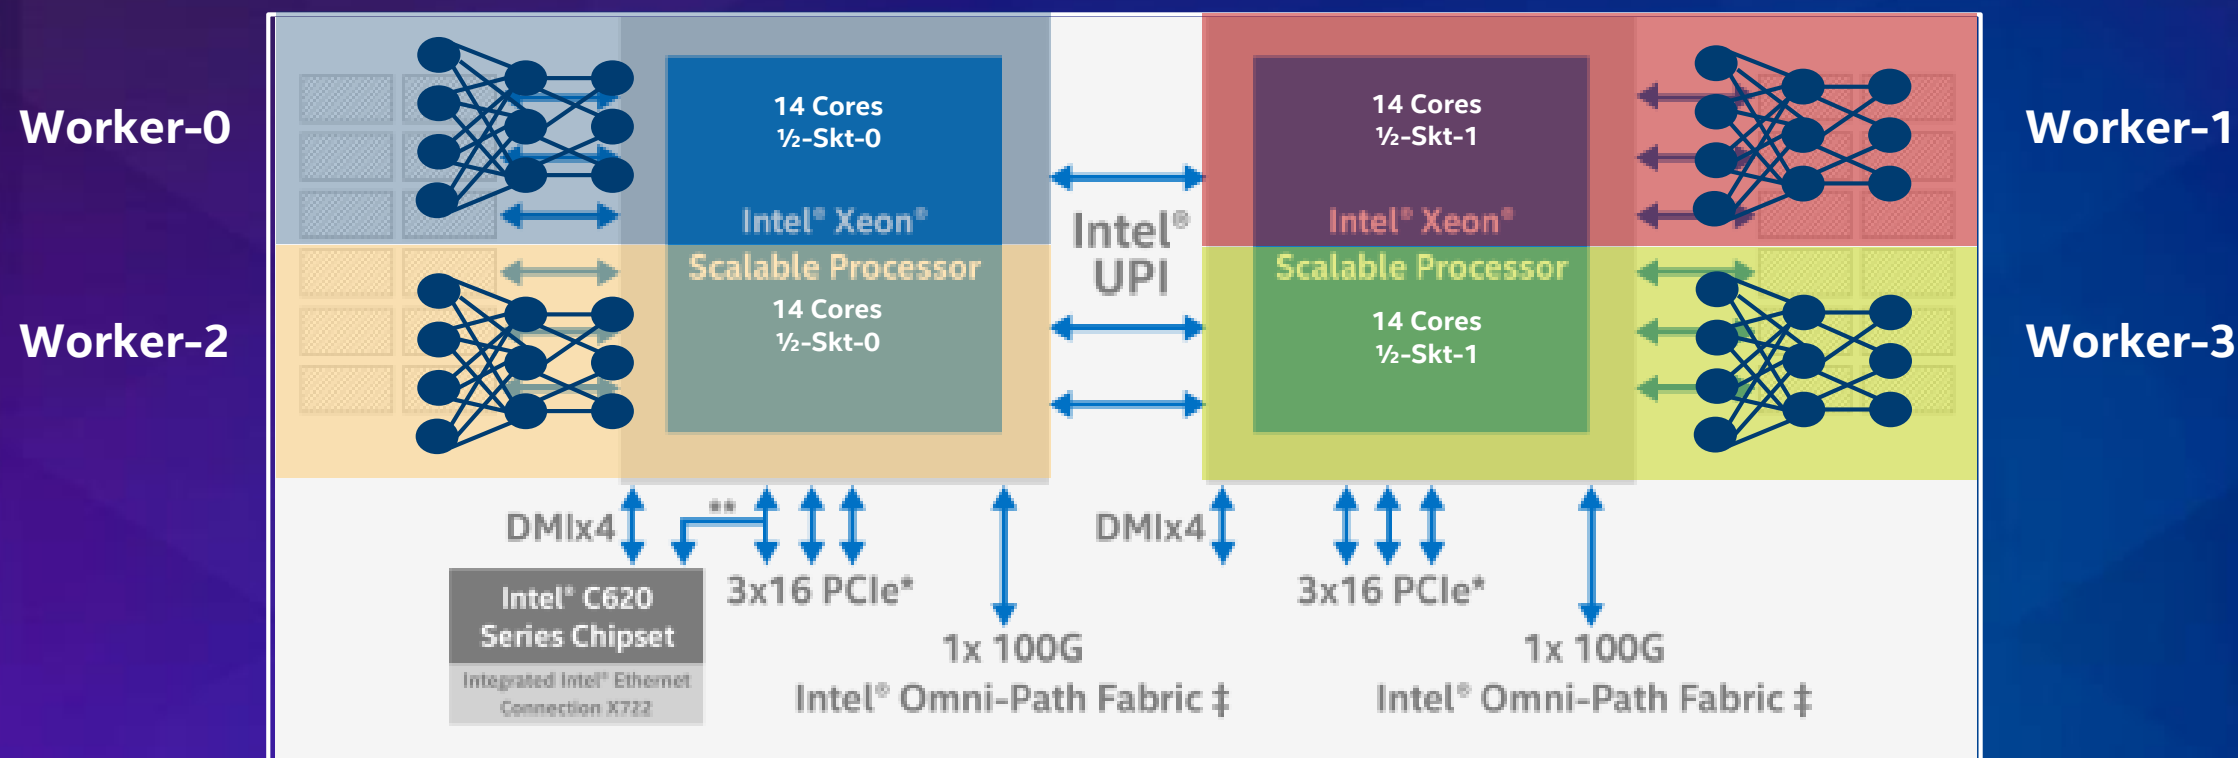 Worker-0
14 Cores
½-Skt-0
14 Cores
½-Skt-1
Worker-1
Intel® Xeon®
Scalable Processor
Intel®
UPI
Intel® Xeon®
Scalable Processor
Worker-2
14 Cores
½-Skt-0
14 Cores
½-Skt-1
Worker-3
DMIx4
**
DMIx4
Intel® C620
Series Chipset
3x16 PCIe*
3x16 PCIe*
Integrated Intel® Ethernet
Connection X722
1x 100G
Intel® Omni-Path Fabric ‡
1x 100G
Intel® Omni-Path Fabric ‡